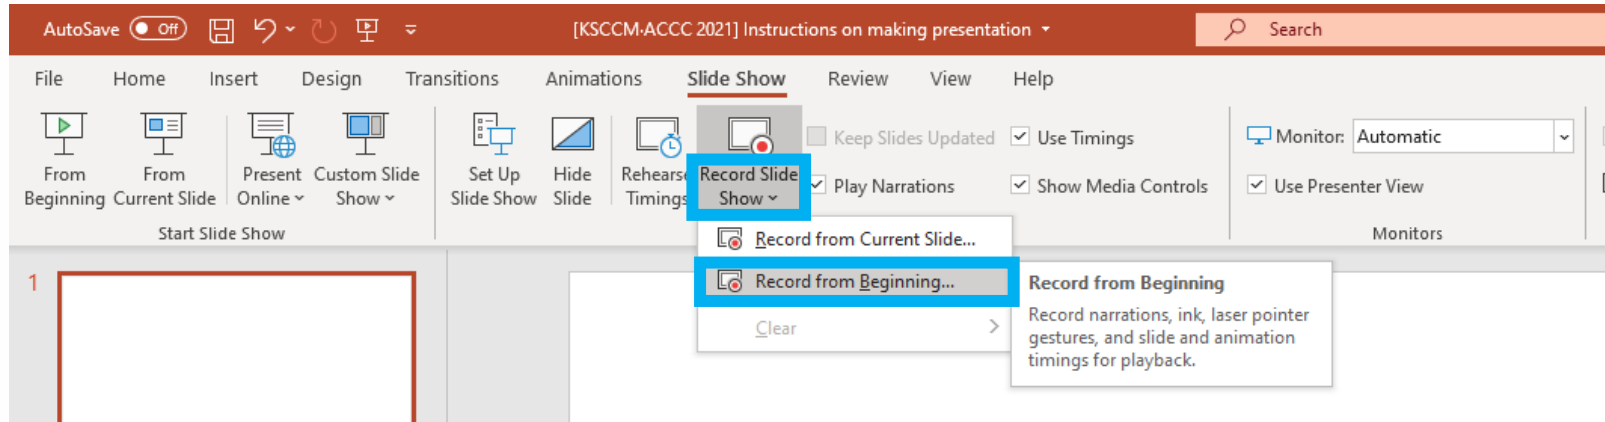 AutoSave Off [KSCCM·ACCC 2021] Instructions on making presentation Search
File Home Insert Design Transitions Animations Slide Show Review View Help
From Beginning
From Current Slide
Present Online
Custom Slide Show
Start Slide Show
Set Up Slide Show
Hide Slide
Rehearse Timings
Record Slide Show
Keep Slides Updated
Play Narrations
Use Timings
Show Media Controls
Monitor: Automatic
Use Presenter View
Monitors
Record from Current Slide...
Record from Beginning...
Clear
1
Record from Beginning
Record narrations, ink, laser pointer
gestures, and slide and animation
timings for playback.